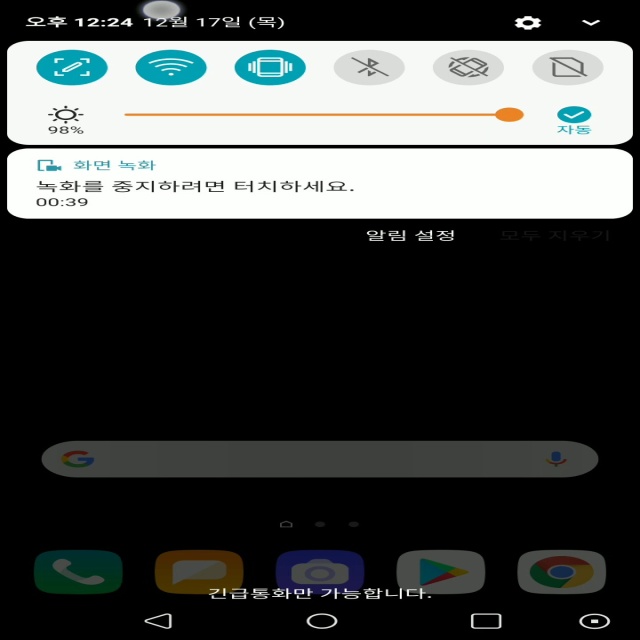 오후 12:24 12월 17일 (목)
98%
자동
화면 녹화
녹화를 중지하려면 터치하세요.
00:39
알림 설정 모두 지우기
긴급통화만 가능합니다.